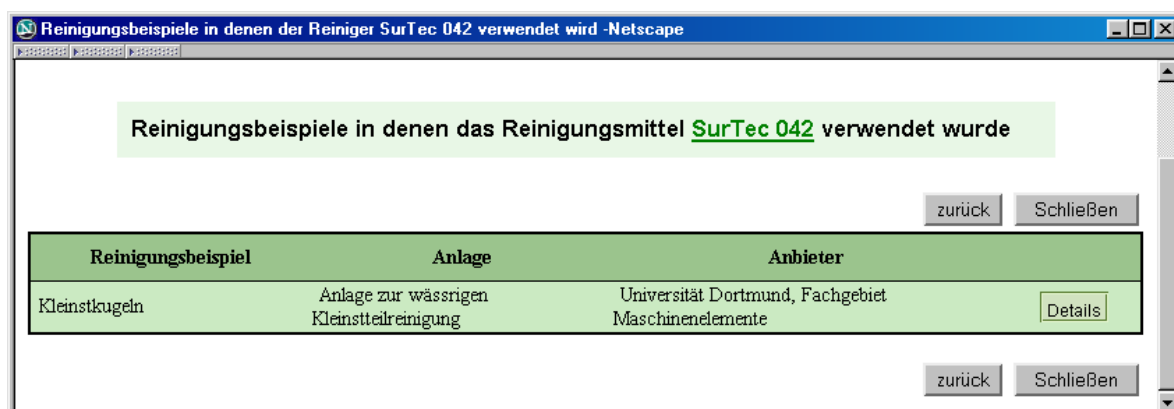 Reinigungsbeispiele in denen der Reiniger SurTec 042 verwendet wird -Netscape
Reinigungsbeispiele in denen das Reinigungsmittel SurTec 042 verwendet wurde
zurück Schließen
Reinigungsbeispiel Anlage Anbieter
Kleinstkugeln Anlage zur wässrigen Kleinstteilreinigung Universität Dortmund, Fachgebiet Maschinenelemente Details
zurück Schließen